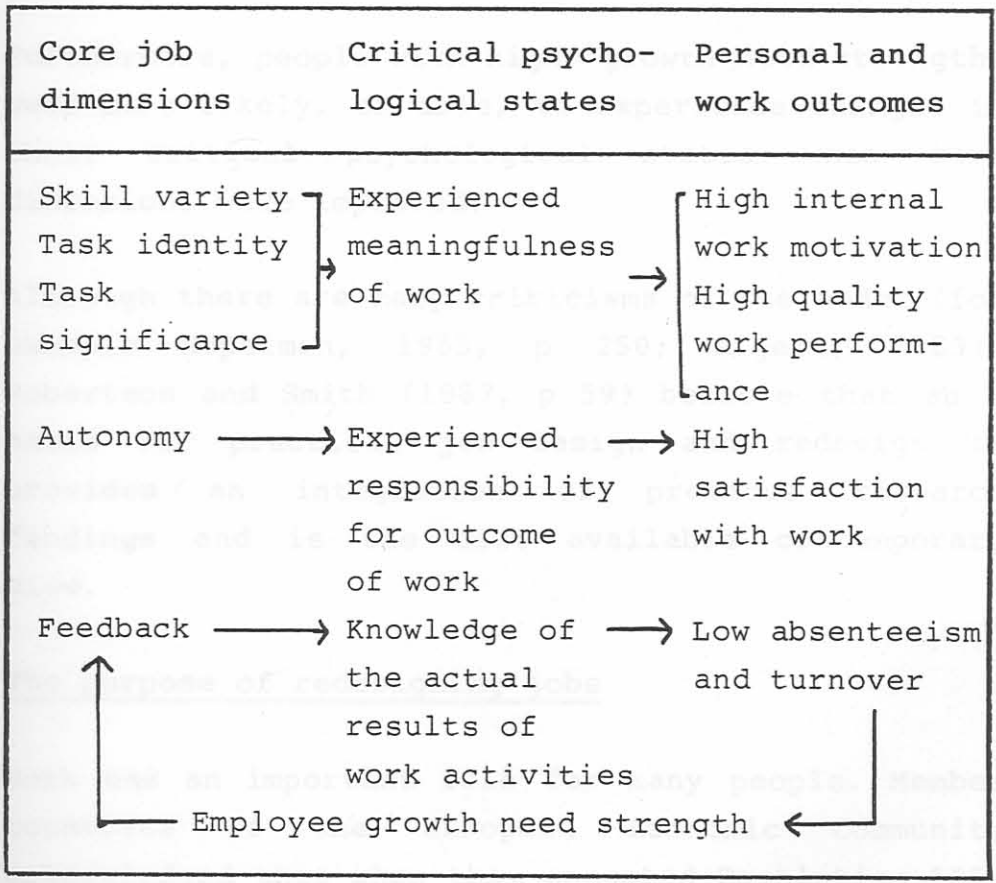 Core job
dimensions
Critical psycho-
logical states
Personal and
work outcomes
Skill variety
Task identity
Task
significance
Experienced
meaningfulness
of work
High internal
work motivation
High quality
work perform-
ance
Autonomy
Experienced
responsibility
for outcome
of work
High
satisfaction
with work
Feedback
Knowledge of
the actual
results of
work activities
Low absenteeism
and turnover
Employee growth need strength